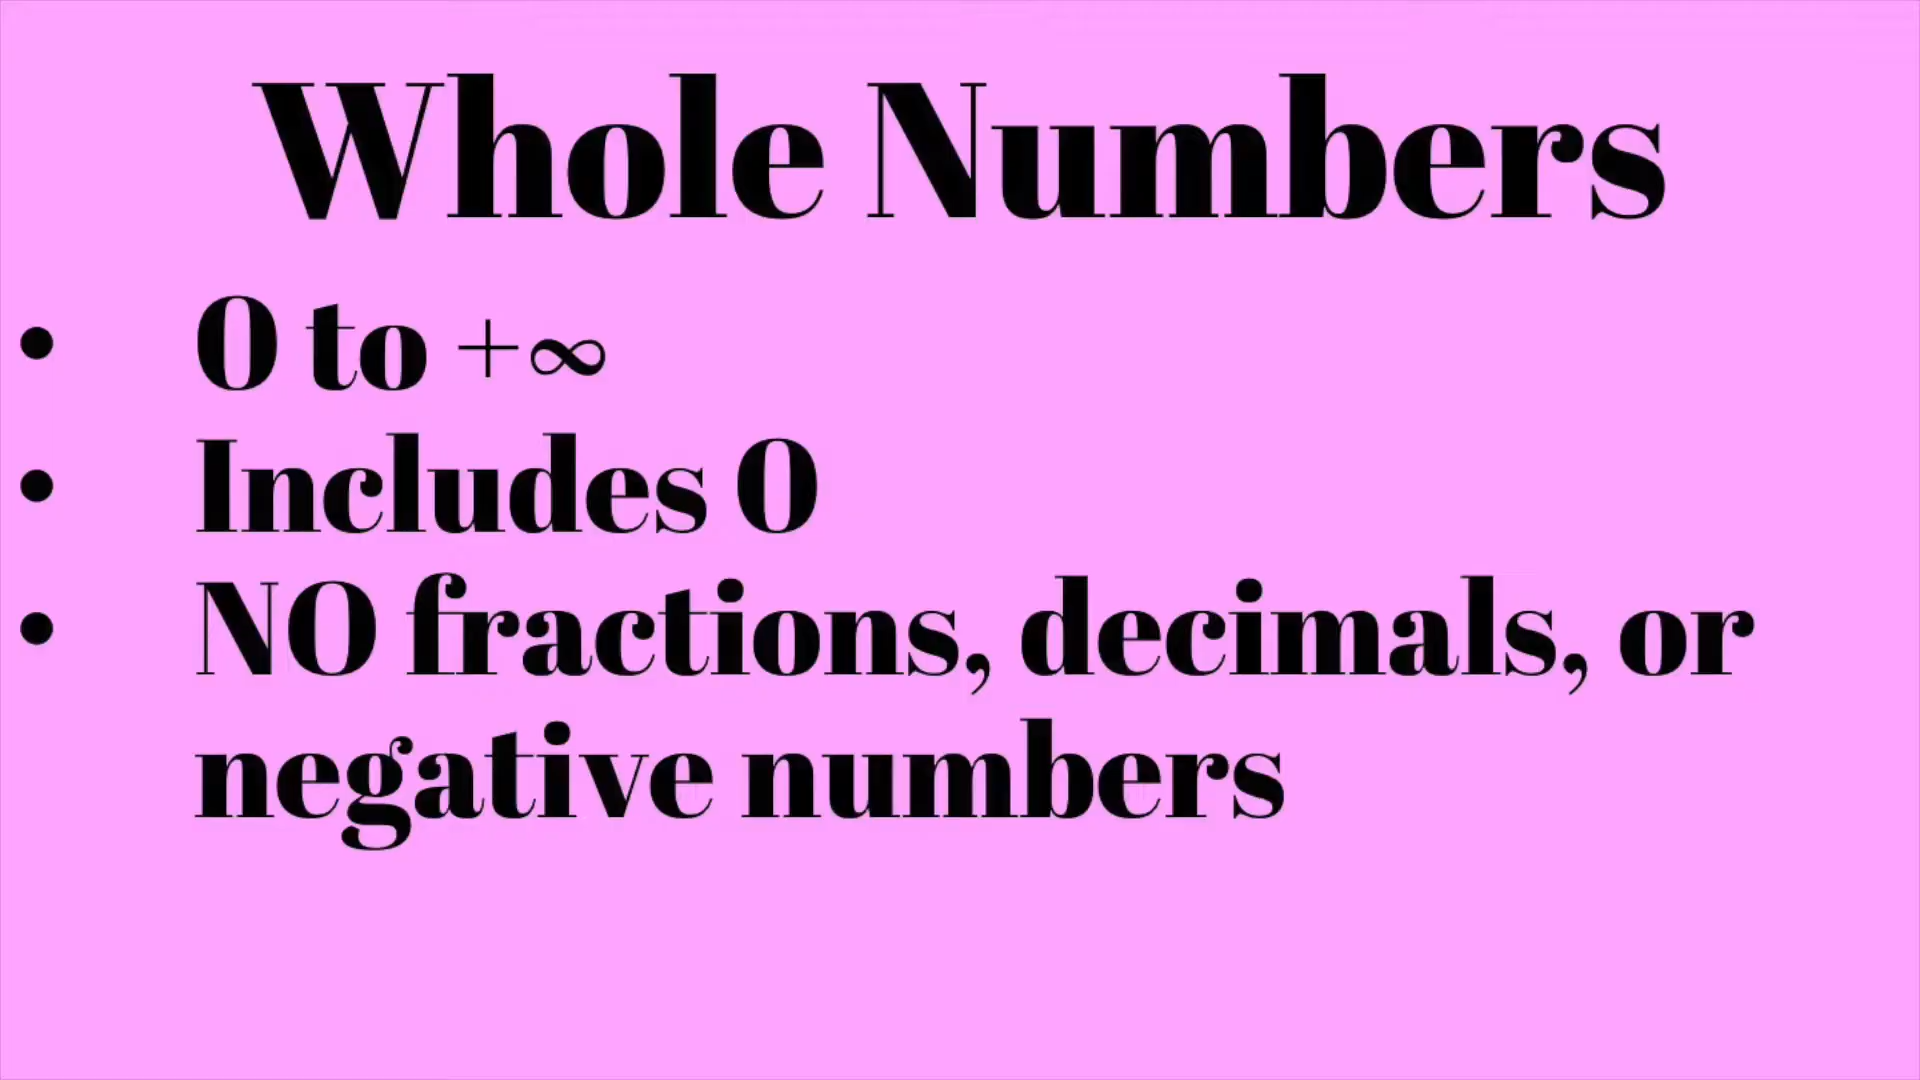 Whole Numbers
• 0 to +∞
• Includes 0
• NO fractions, decimals, or
negative numbers